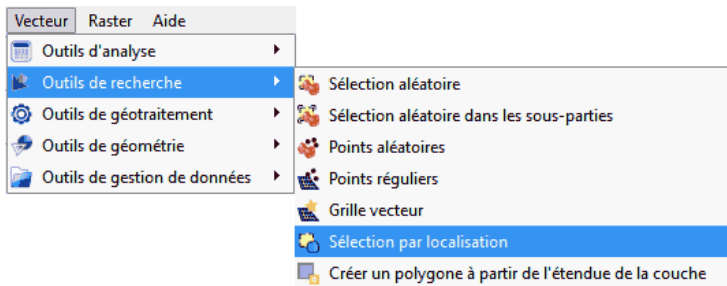 Vecteur Raster Aide
Outils d'analyse
Outils de recherche
Outils de géotraitement
Outils de géométrie
Outils de gestion de données
Sélection aléatoire
Sélection aléatoire dans les sous-parties
Points aléatoires
Points réguliers
Grille vecteur
Sélection par localisation
Créer un polygone à partir de l'étendue de la couche